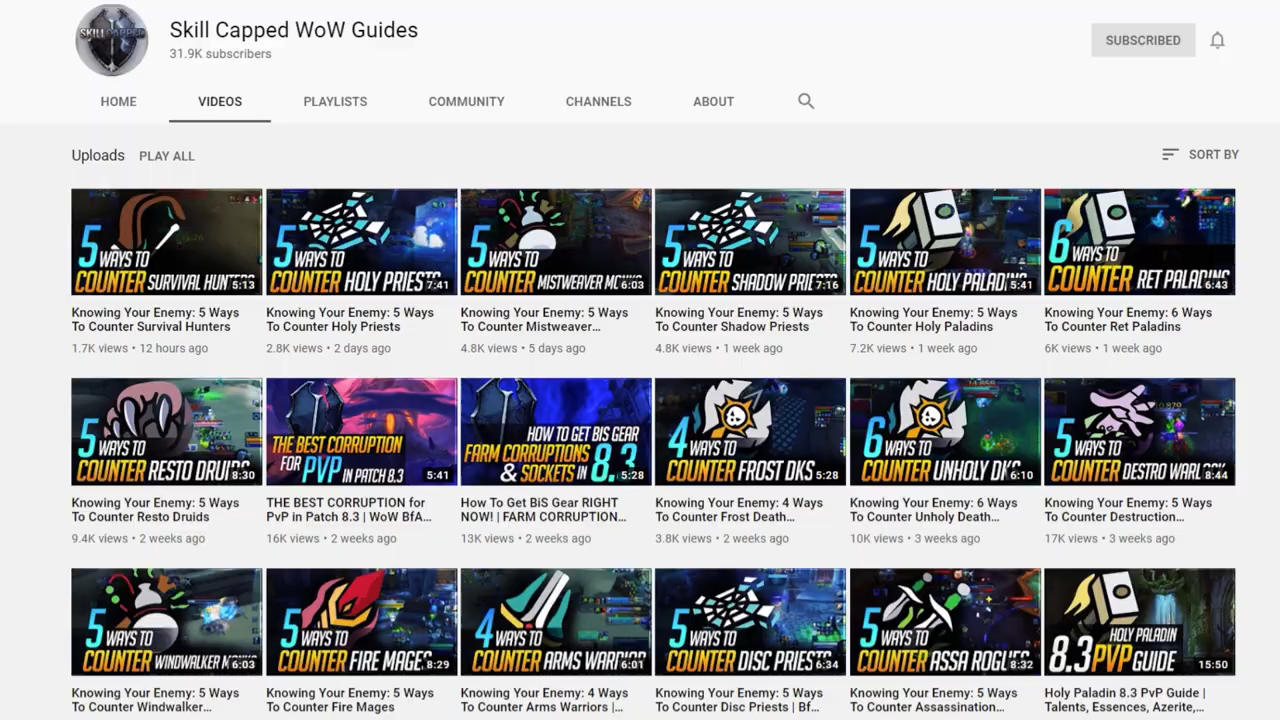 SKILL CAPPED
Skill Capped WoW Guides
31.9K subscribers
SUBSCRIBED
HOME
VIDEOS
PLAYLISTS
COMMUNITY
CHANNELS
ABOUT
Uploads
PLAY ALL
SORT BY
5 WAYS TO
COUNTER SURVIVAL HUNTERS
5:13
Knowing Your Enemy: 5 Ways
To Counter Survival Hunters
1.7K views • 12 hours ago
5 WAYS TO
COUNTER HOLY PRIESTS
7:41
Knowing Your Enemy: 5 Ways
To Counter Holy Priests
2.8K views • 2 days ago
5 WAYS TO
COUNTER MISTWEAVER MONKS
6:03
Knowing Your Enemy: 5 Ways
To Counter Mistweaver...
4.8K views • 5 days ago
5 WAYS TO
COUNTER SHADOW PRIESTS
7:16
Knowing Your Enemy: 5 Ways
To Counter Shadow Priests
4.8K views • 1 week ago
5 WAYS TO
COUNTER HOLY PALADINS
5:41
Knowing Your Enemy: 5 Ways
To Counter Holy Paladins
7.2K views • 1 week ago
6 WAYS TO
COUNTER RET PALADINS
6:43
Knowing Your Enemy: 6 Ways
To Counter Ret Paladins
6K views • 1 week ago
5 WAYS TO
COUNTER RESTO DRUIDS
8:30
Knowing Your Enemy: 5 Ways
To Counter Resto Druids
9.4K views • 2 weeks ago
THE BEST CORRUPTION
FOR PVP IN PATCH 8.3
5:41
THE BEST CORRUPTION for
PvP in Patch 8.3 | WoW BfA...
16K views • 2 weeks ago
HOW TO GET BIS GEAR
FARM CORRUPTIONS
& SOCKETS IN 8.3
5:28
How To Get BiS Gear RIGHT
NOW! | FARM CORRUPTION...
13K views • 2 weeks ago
4 WAYS TO
COUNTER FROST DKS
5:28
Knowing Your Enemy: 4 Ways
To Counter Frost Death...
3.8K views • 2 weeks ago
6 WAYS TO
COUNTER UNHOLY DKS
6:10
Knowing Your Enemy: 6 Ways
To Counter Unholy Death...
10K views • 3 weeks ago
5 WAYS TO
COUNTER DESTRO WARLOCK
8:44
Knowing Your Enemy: 5 Ways
To Counter Destruction...
17K views • 3 weeks ago
5 WAYS TO
COUNTER WINDWALKER MONKS
6:03
Knowing Your Enemy: 5 Ways
To Counter Windwalker...
5 WAYS TO
COUNTER FIRE MAGES
8:29
Knowing Your Enemy: 5 Ways
To Counter Fire Mages
4 WAYS TO
COUNTER ARMS WARRIOR
6:01
Knowing Your Enemy: 4 Ways
To Counter Arms Warriors |...
5 WAYS TO
COUNTER DISC PRIESTS
6:34
Knowing Your Enemy: 5 Ways
To Counter Disc Priests | Bf...
5 WAYS TO
COUNTER ASSA ROGUES
8:32
Knowing Your Enemy: 5 Ways
To Counter Assassination...
HOLY PALADIN
8.3 PVP GUIDE
15:50
Holy Paladin 8.3 PvP Guide |
Talents, Essences, Azerite,...